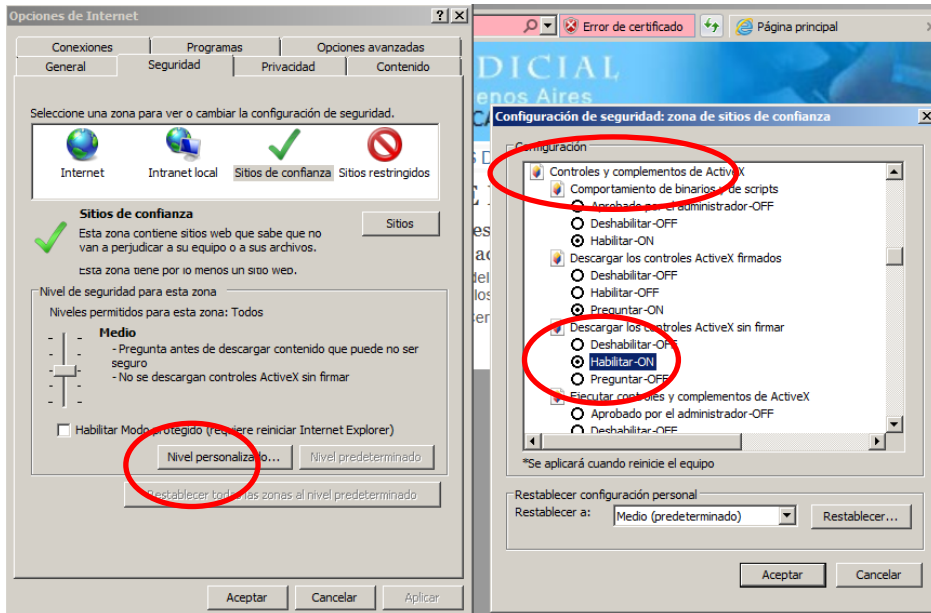 Opciones de Internet
Conexiones Programas Opciones avanzadas
General Seguridad Privacidad Contenido
Seleccione una zona para ver o cambiar la configuración de seguridad.
Internet Intranet local Sitios de confianza Sitios restringidos
Sitios de confianza
Sitios
Esta zona contiene sitios web que sabe que no
van a perjudicar a su equipo o a sus archivos.
Esta zona tiene por lo menos un sitio web.
Nivel de seguridad para esta zona
Niveles permitidos para esta zona: Todos
Medio
- Pregunta antes de descargar contenido que puede no ser
seguro
- No se descargan controles ActiveX sin firmar
Habilitar Modo protegido (requiere reiniciar Internet Explorer)
Nivel personalizado... Nivel predeterminado
Restablecer todas las zonas al nivel predeterminado
Aceptar Cancelar Aplicar
Error de certificado Página principal
DICIAL
enos Aires
Configuración de seguridad: zona de sitios de confianza
Configuración
Controles y complementos de ActiveX
Comportamiento de binarios y de scripts
Aprobado por el administrador-OFF
Deshabilitar-OFF
Habilitar-ON
Descargar los controles ActiveX firmados
Deshabilitar-OFF
Habilitar-OFF
Preguntar-ON
Descargar los controles ActiveX sin firmar
Deshabilitar-OFF
Habilitar-ON
Preguntar-OFF
Ejecutar controles y complementos de ActiveX
Aprobado por el administrador-OFF
Deshabilitar-OFF
*Se aplicará cuando reinicie el equipo
Restablecer configuración personal
Restablecer a: Medio (predeterminado) Restablecer...
Aceptar Cancelar